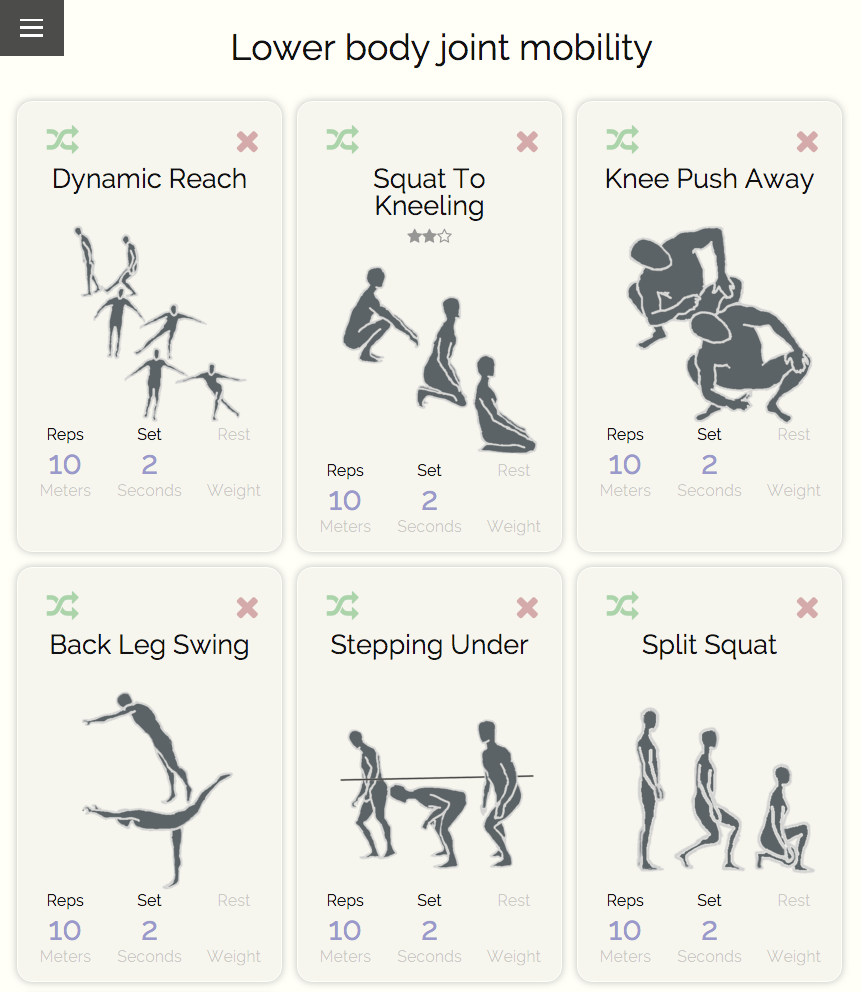 Lower body joint mobility
Dynamic Reach
Reps Set Rest
10 2
Meters Seconds Weight
Squat To
Kneeling
Reps Set Rest
10 2
Meters Seconds Weight
Knee Push Away
Reps Set Rest
10 2
Meters Seconds Weight
Back Leg Swing
Reps Set Rest
10 2
Meters Seconds Weight
Stepping Under
Reps Set Rest
10 2
Meters Seconds Weight
Split Squat
Reps Set Rest
10 2
Meters Seconds Weight